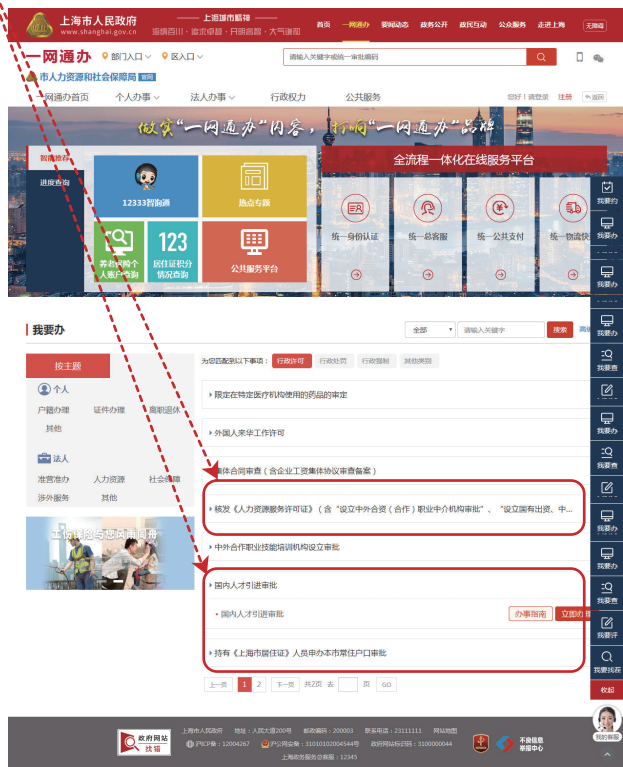 上海市人民政府
www.shanghai.gov.cn
上海城市精神
海纳百川·追求卓越·开明睿智·大气谦和
首页 一网通办 要闻动态 政务公开 政民互动 公众服务 走进上海 无障碍
一网通办 部门入口 区入口
请输入关键字或统一审批编码
市人力资源和社会保障局 官网
一网通办首页 个人办事 法人办事 行政权力 公共服务 您好！请登录 注册 返回
做实“一网通办”内容，打响“一网通办”品牌
智能推荐
进度查询
12333智询通
热点专题
养老保险个
人账户查询
123
居住证积分
情况查询
公共服务平台
全流程一体化在线服务平台
统一身份认证 统一总客服 统一公共支付 统一物流快
我要约
我要办
我要办
我要办
我要查
我要办
我要查
我要办
我要办
我要查
我要评
我要找茬
收起
我的客服
我要办
全部 请输入关键字 搜索 高级
按主题
个人
户籍办理 证件办理 离职退休
其他
法人
准营准办 人力资源 社会保障
涉外服务 其他
工伤保险与您风雨同舟
为您匹配到以下事项： 行政许可 行政处罚 行政强制 其他类别
限定在特定医疗机构使用的药品的审定
外国人来华工作许可
集体合同审查（含企业工资集体协议审查备案）
核发《人力资源服务许可证》（含“设立中外合资（合作）职业中介机构审批”、“设立国有出资、中...
中外合作职业技能培训机构设立审批
国内人才引进审批
国内人才引进审批 办事指南 立即办理
持有《上海市居住证》人员申办本市常住户口审批
上一页 1 2 下一页 共2页 去 页 GO
政府网站
找错
上海市人民政府 地址：人民大道200号 邮政编码：200003 联系电话：23111111 网站地图
沪ICP备：12004267 沪公网安备：31010102004544号 政府网站标识码：3100000044
上海政务服务总客服：12345
不良信息
举报中心